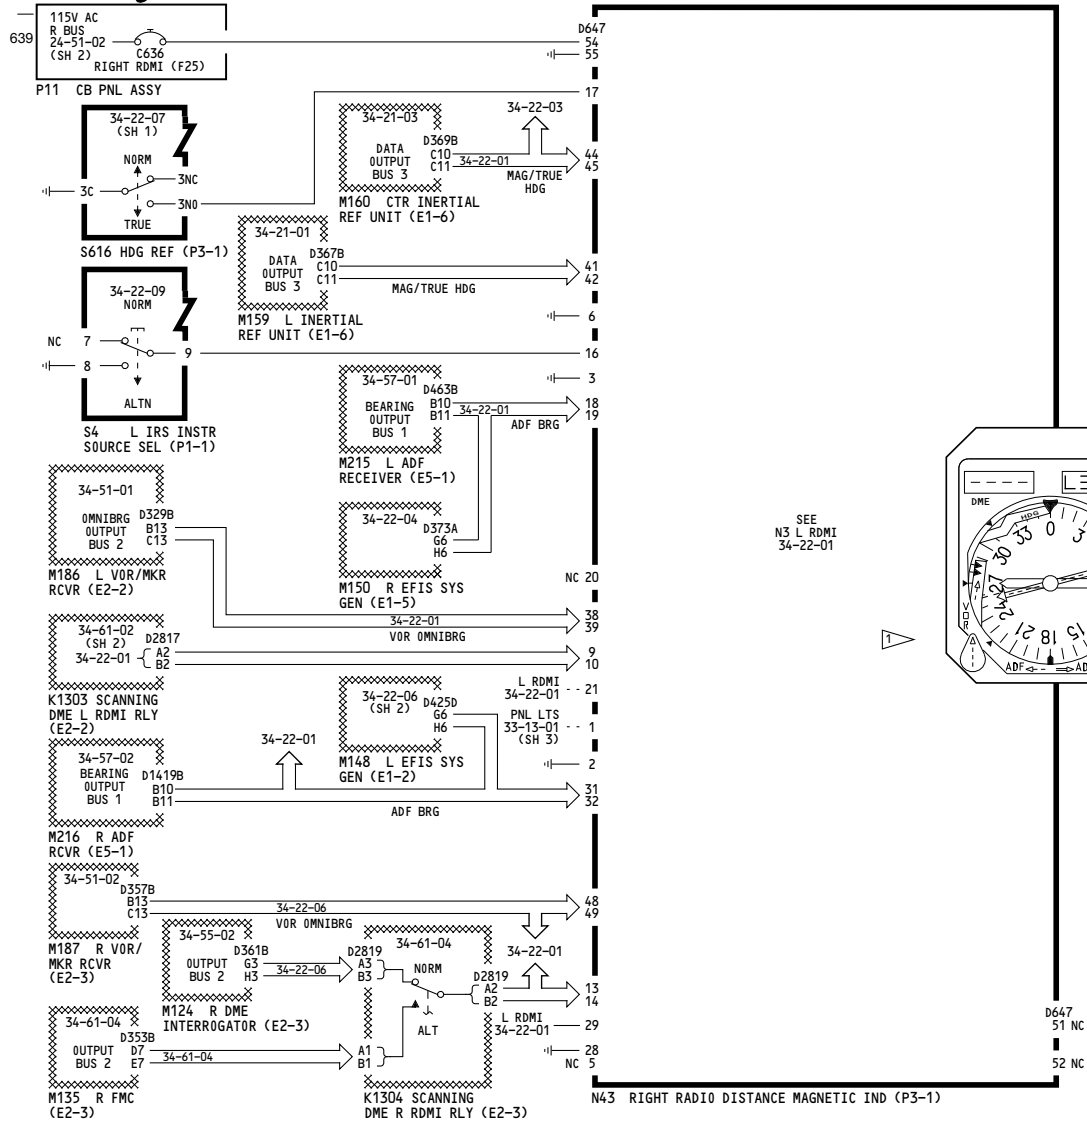 115V AC
R BUS
24-51-02
(SH 2)
C636
RIGHT RDMI (F25)
639
P11 CB PNL ASSY
34-22-07
(SH 1)
NORM
3C
3NC
3NO
TRUE
S616 HDG REF (P3-1)
34-22-09
NORM
NC 7
9
8
ALTN
S4 L IRS INSTR
SOURCE SEL (P1-1)
34-21-03
DATA
OUTPUT
BUS 3
D369B
C10
C11
34-22-01
34-22-03
MAG/TRUE
HDG
M160 CTR INERTIAL
REF UNIT (E1-6)
34-21-01
DATA
OUTPUT
BUS 3
D367B
C10
C11
MAG/TRUE HDG
M159 L INERTIAL
REF UNIT (E1-6)
34-57-01
BEARING
OUTPUT
BUS 1
D463B
B10
B11
34-22-01
ADF BRG
M215 L ADF
RECEIVER (E5-1)
34-22-04
D373A
G6
H6
M150 R EFIS SYS
GEN (E1-5)
34-51-01
OMNIBRG
OUTPUT
BUS 2
D329B
B13
C13
M186 L VOR/MKR
RCVR (E2-2)
34-22-01
VOR OMNIBRG
34-61-02
(SH 2)
34-22-01
D2817
A2
B2
K1303 SCANNING
DME L RDMI RLY
(E2-2)
34-22-06
(SH 2)
D425D
G6
H6
M148 L EFIS SYS
GEN (E1-2)
34-57-02
BEARING
OUTPUT
BUS 1
D1419B
B10
B11
34-22-01
ADF BRG
M216 R ADF
RCVR (E5-1)
34-51-02
D357B
B13
C13
34-22-06
VOR OMNIBRG
M187 R VOR/
MKR RCVR
(E2-3)
34-55-02
OUTPUT
BUS 2
D361B
G3
H3
34-22-06
M124 R DME
INTERROGATOR (E2-3)
34-61-04
OUTPUT
BUS 2
D353B
D7
E7
34-61-04
M135 R FMC
(E2-3)
34-61-04
D2819
A3
B3
NORM
D2819
A2
B2
ALT
A1
B1
K1304 SCANNING
DME R RDMI RLY (E2-3)
34-22-01
D647
54
55
17
44
45
41
42
6
16
3
18
19
NC 20
38
39
9
10
L RDMI
34-22-01 -- 21
PNL LTS
33-13-01 -- 1
(SH 3)
2
31
32
48
49
13
14
L RDMI
34-22-01
29
28
NC 5
SEE
N3 L RDMI
34-22-01
1
DME
HDG
0
3
33
30
27
24
21
18
15
VOR
ADF
AD
D647
51 NC
52 NC
N43 RIGHT RADIO DISTANCE MAGNETIC IND (P3-1)